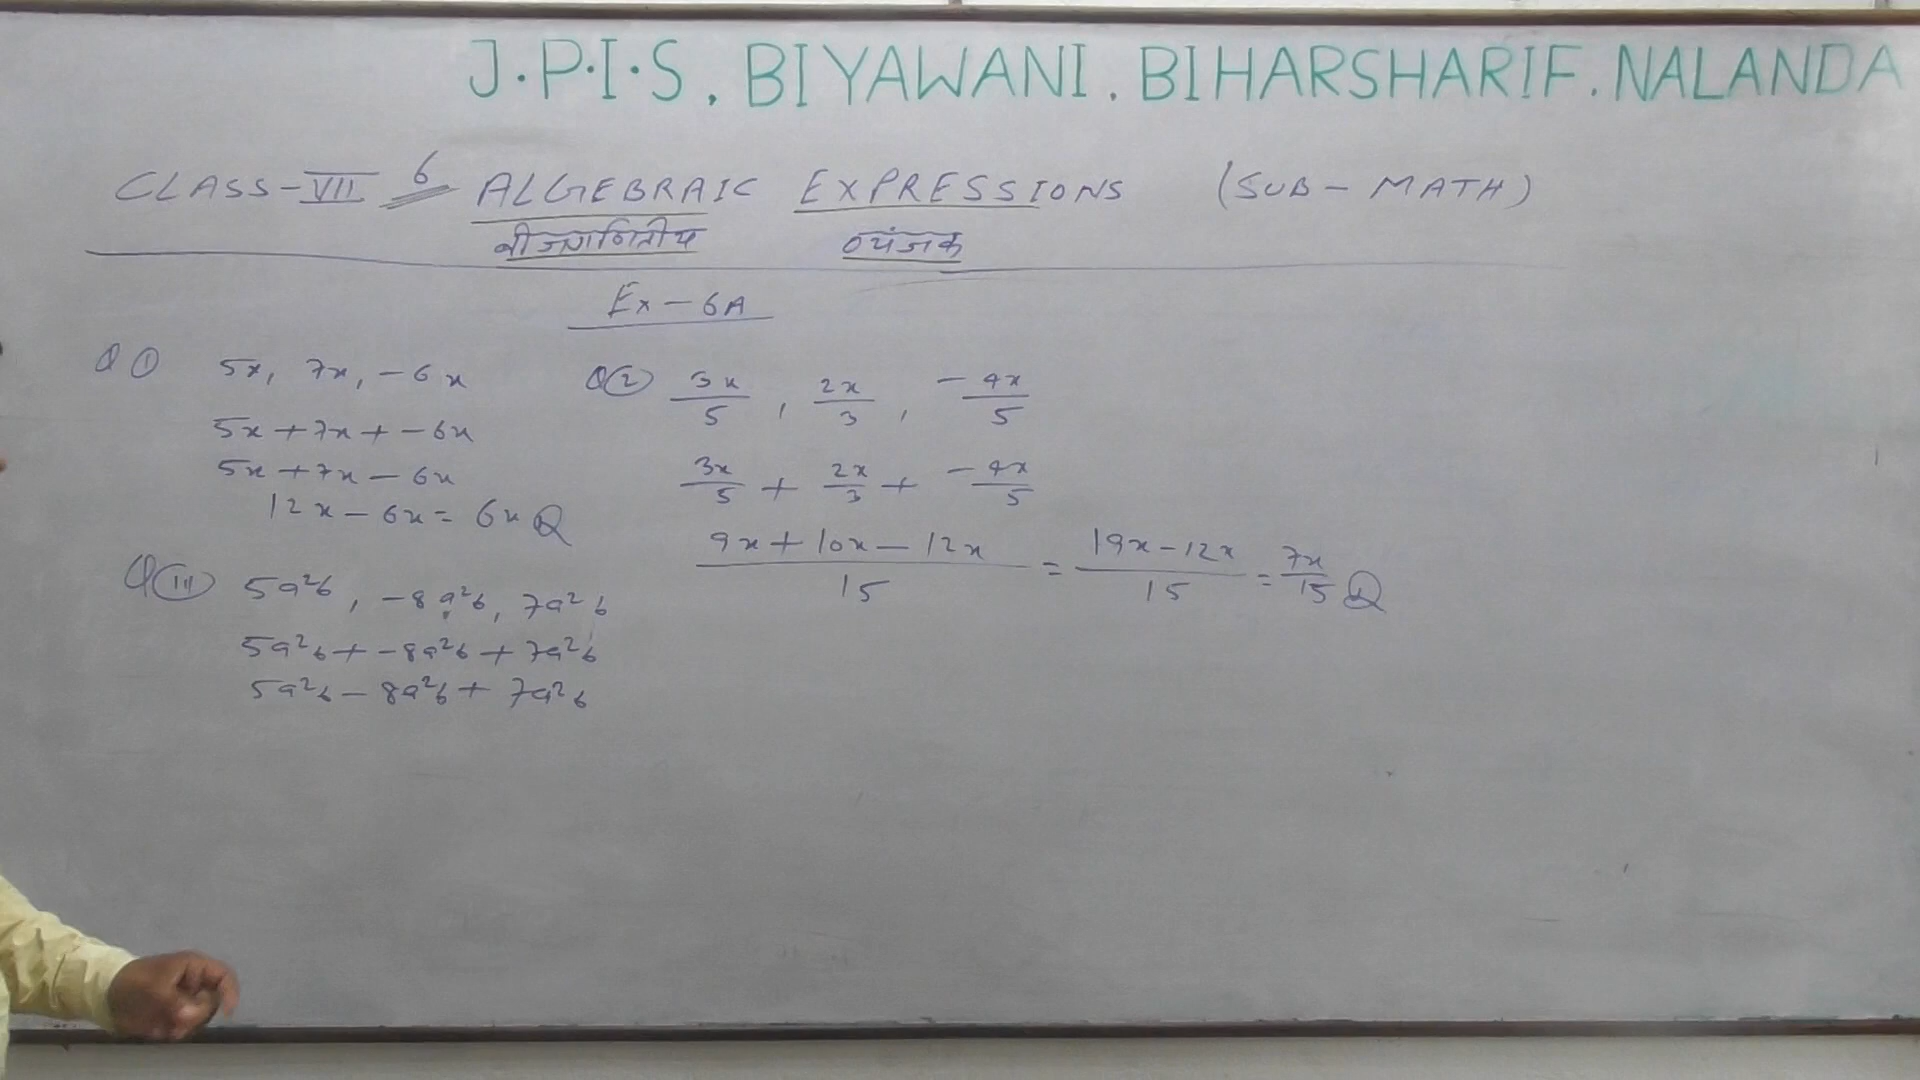 J.P.I.S, BIYAWANI. BIHARSHARIF. NALANDA
CLASS-VII 6 ALGEBRAIC EXPRESSIONS (SUB-MATH)
बीजगणितीय व्यंजक
Ex-6A
Q① 5x, 7x, -6x
5x+7x+-6x
5x+7x-6x
12x-6x=6x
Q② 3x/5, 2x/3, -4x/5
3x/5 + 2x/3 + -4x/5
(9x+10x-12x)/15 = (19x-12x)/15 = 7x/15
Q(iii) 5a²b, -8a²b, 7a²b
5a²b+-8a²b+7a²b
5a²b-8a²b+7a²b